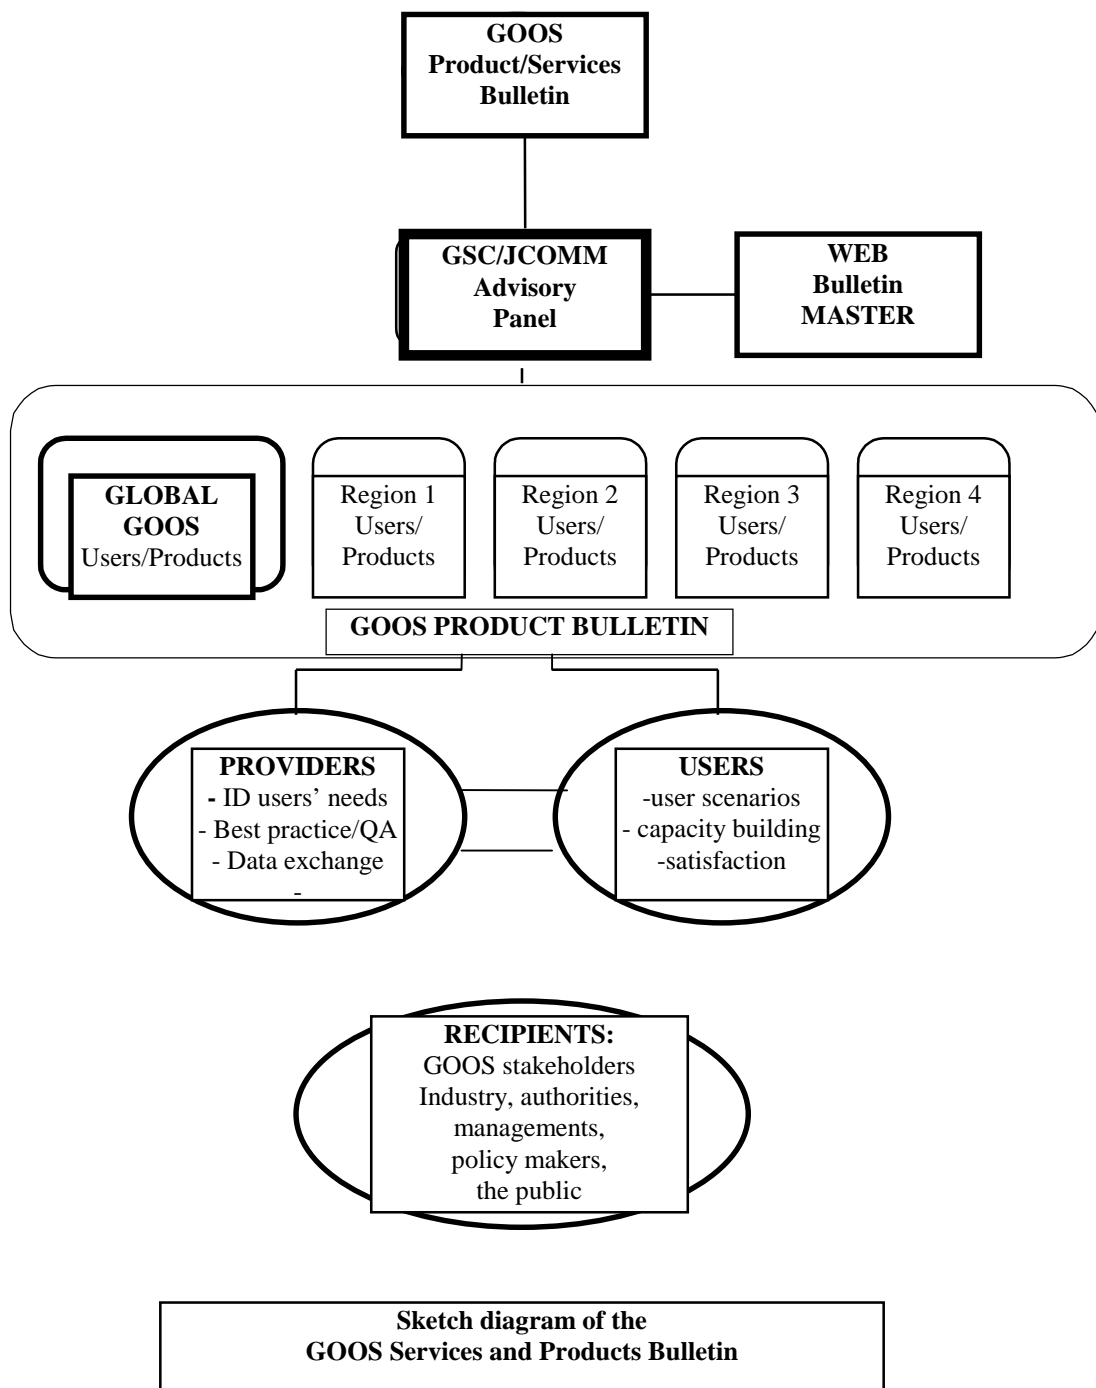 GOOS
Product/Services
Bulletin
GSC/JCOMM
Advisory
Panel
WEB
Bulletin
MASTER
GLOBAL
GOOS
Users/Products
Region 1
Users/
Products
Region 2
Users/
Products
Region 3
Users/
Products
Region 4
Users/
Products
GOOS PRODUCT BULLETIN
PROVIDERS
- ID users’ needs
- Best practice/QA
- Data exchange
-
USERS
-user scenarios
- capacity building
-satisfaction
RECIPIENTS:
GOOS stakeholders
Industry, authorities,
managements,
policy makers,
the public
Sketch diagram of the
GOOS Services and Products Bulletin